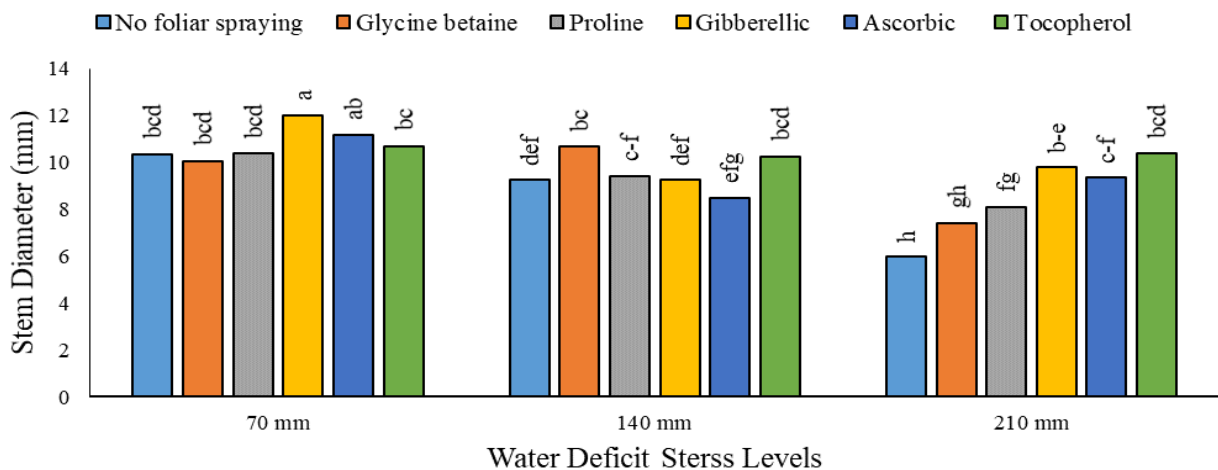 No foliar spraying Glycine betaine Proline Gibberellic Ascorbic Tocopherol
Stem Diameter (mm)
14
12
10
8
6
4
2
0
bcd bcd bcd a ab bc
def bc c-f def efg bcd
h gh fg b-e c-f bcd
70 mm 140 mm 210 mm
Water Deficit Sterss Levels